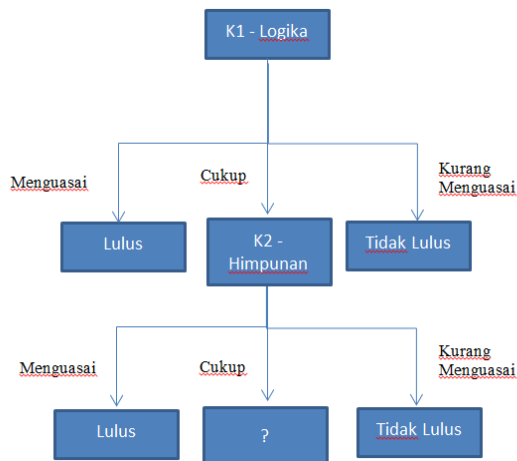 K1 - Logika
Menguasai
Cukup
Kurang
Menguasai
Lulus
K2 -
Himpunan
Tidak Lulus
Menguasai
Cukup
Kurang
Menguasai
Lulus
?
Tidak Lulus